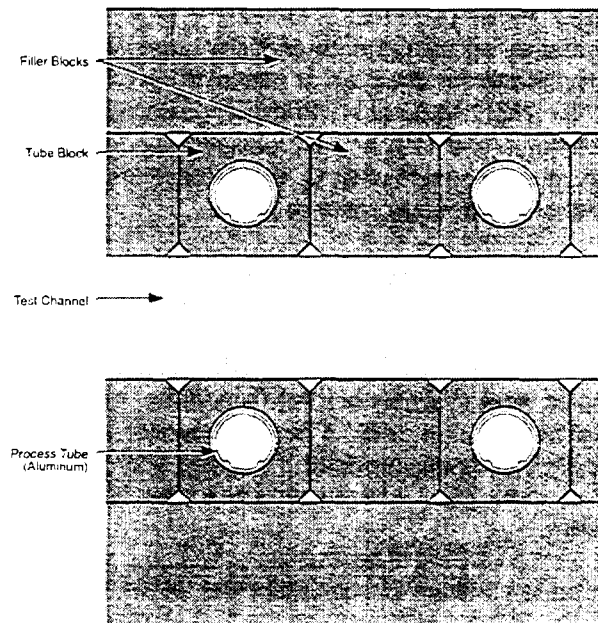 Filler Blocks
Tube Block
Test Channel
Process Tube
(Aluminum)